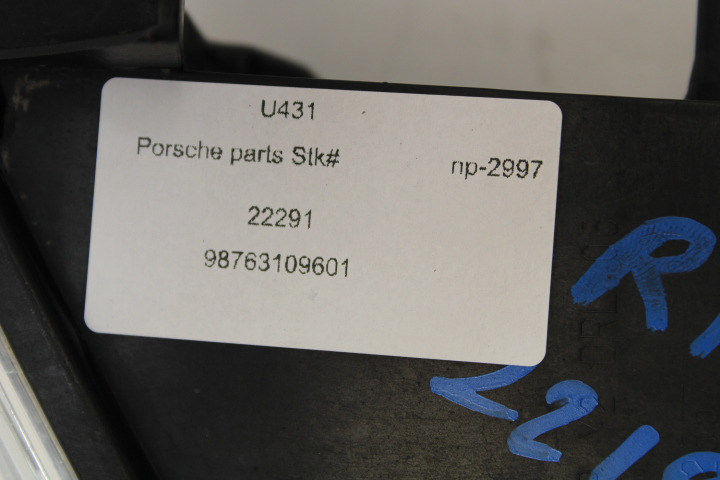 U431
Porsche parts Stk# np-2997
22291
98763109601